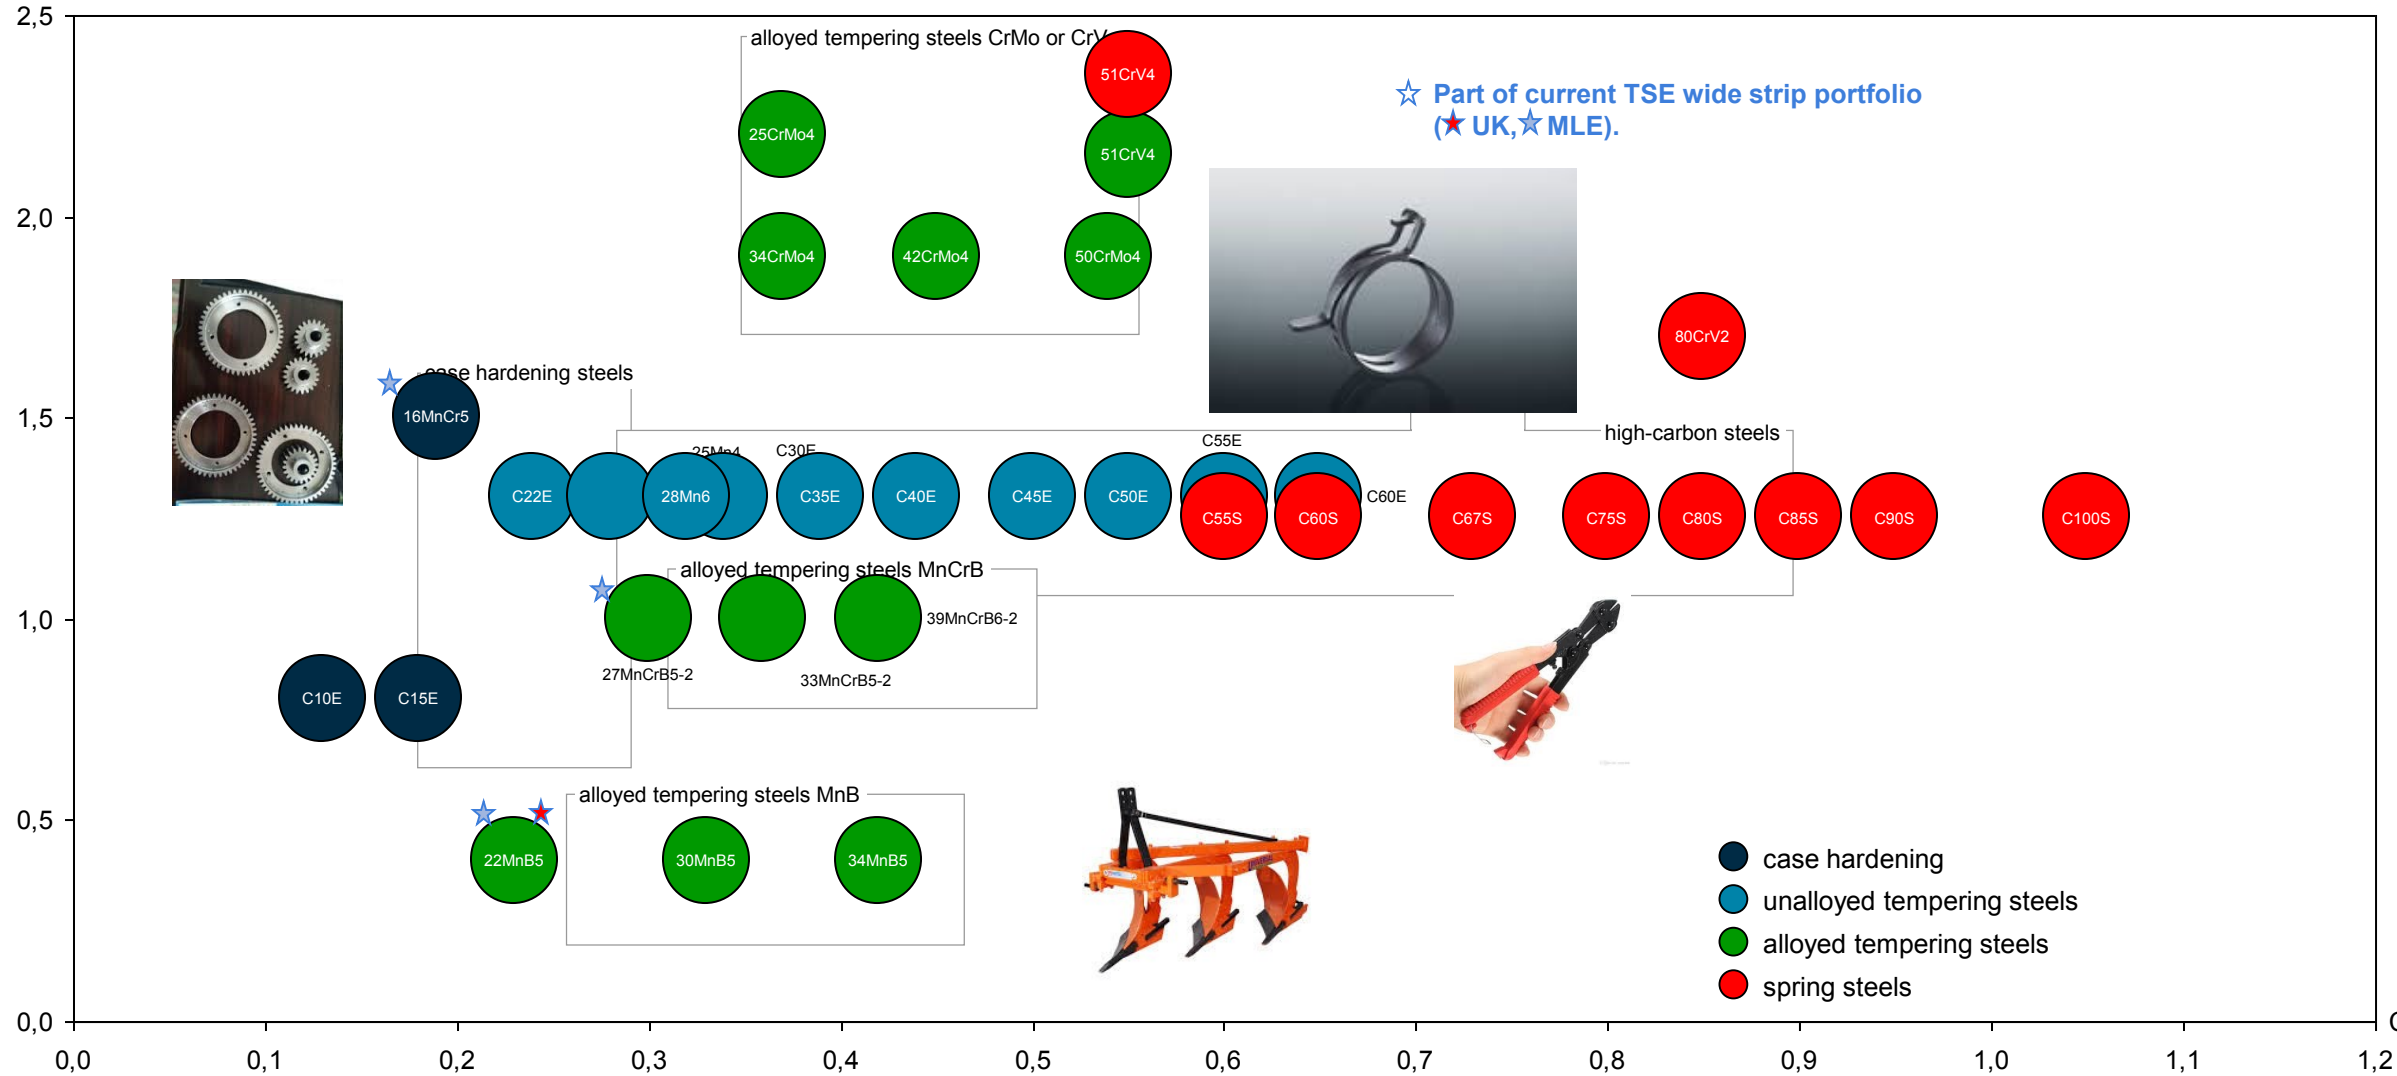 2,5
alloyed tempering steels CrMo or CrV
51CrV4
Part of current TSE wide strip portfolio
(★ UK, ★ MLE).
25CrMo4
51CrV4
2,0
34CrMo4
42CrMo4
50CrMo4
80CrV2
case hardening steels
1,5
16MnCr5
high-carbon steels
C55E
25Mn4
C30E
C22E
28Mn6
C35E
C40E
C45E
C50E
C60E
C55S
C60S
C67S
C75S
C80S
C85S
C90S
C100S
alloyed tempering steels MnCrB
1,0
39MnCrB6-2
27MnCrB5-2
33MnCrB5-2
C10E
C15E
alloyed tempering steels MnB
0,5
22MnB5
30MnB5
34MnB5
case hardening
unalloyed tempering steels
alloyed tempering steels
spring steels
0,0
0,0
0,1
0,2
0,3
0,4
0,5
0,6
0,7
0,8
0,9
1,0
1,1
1,2